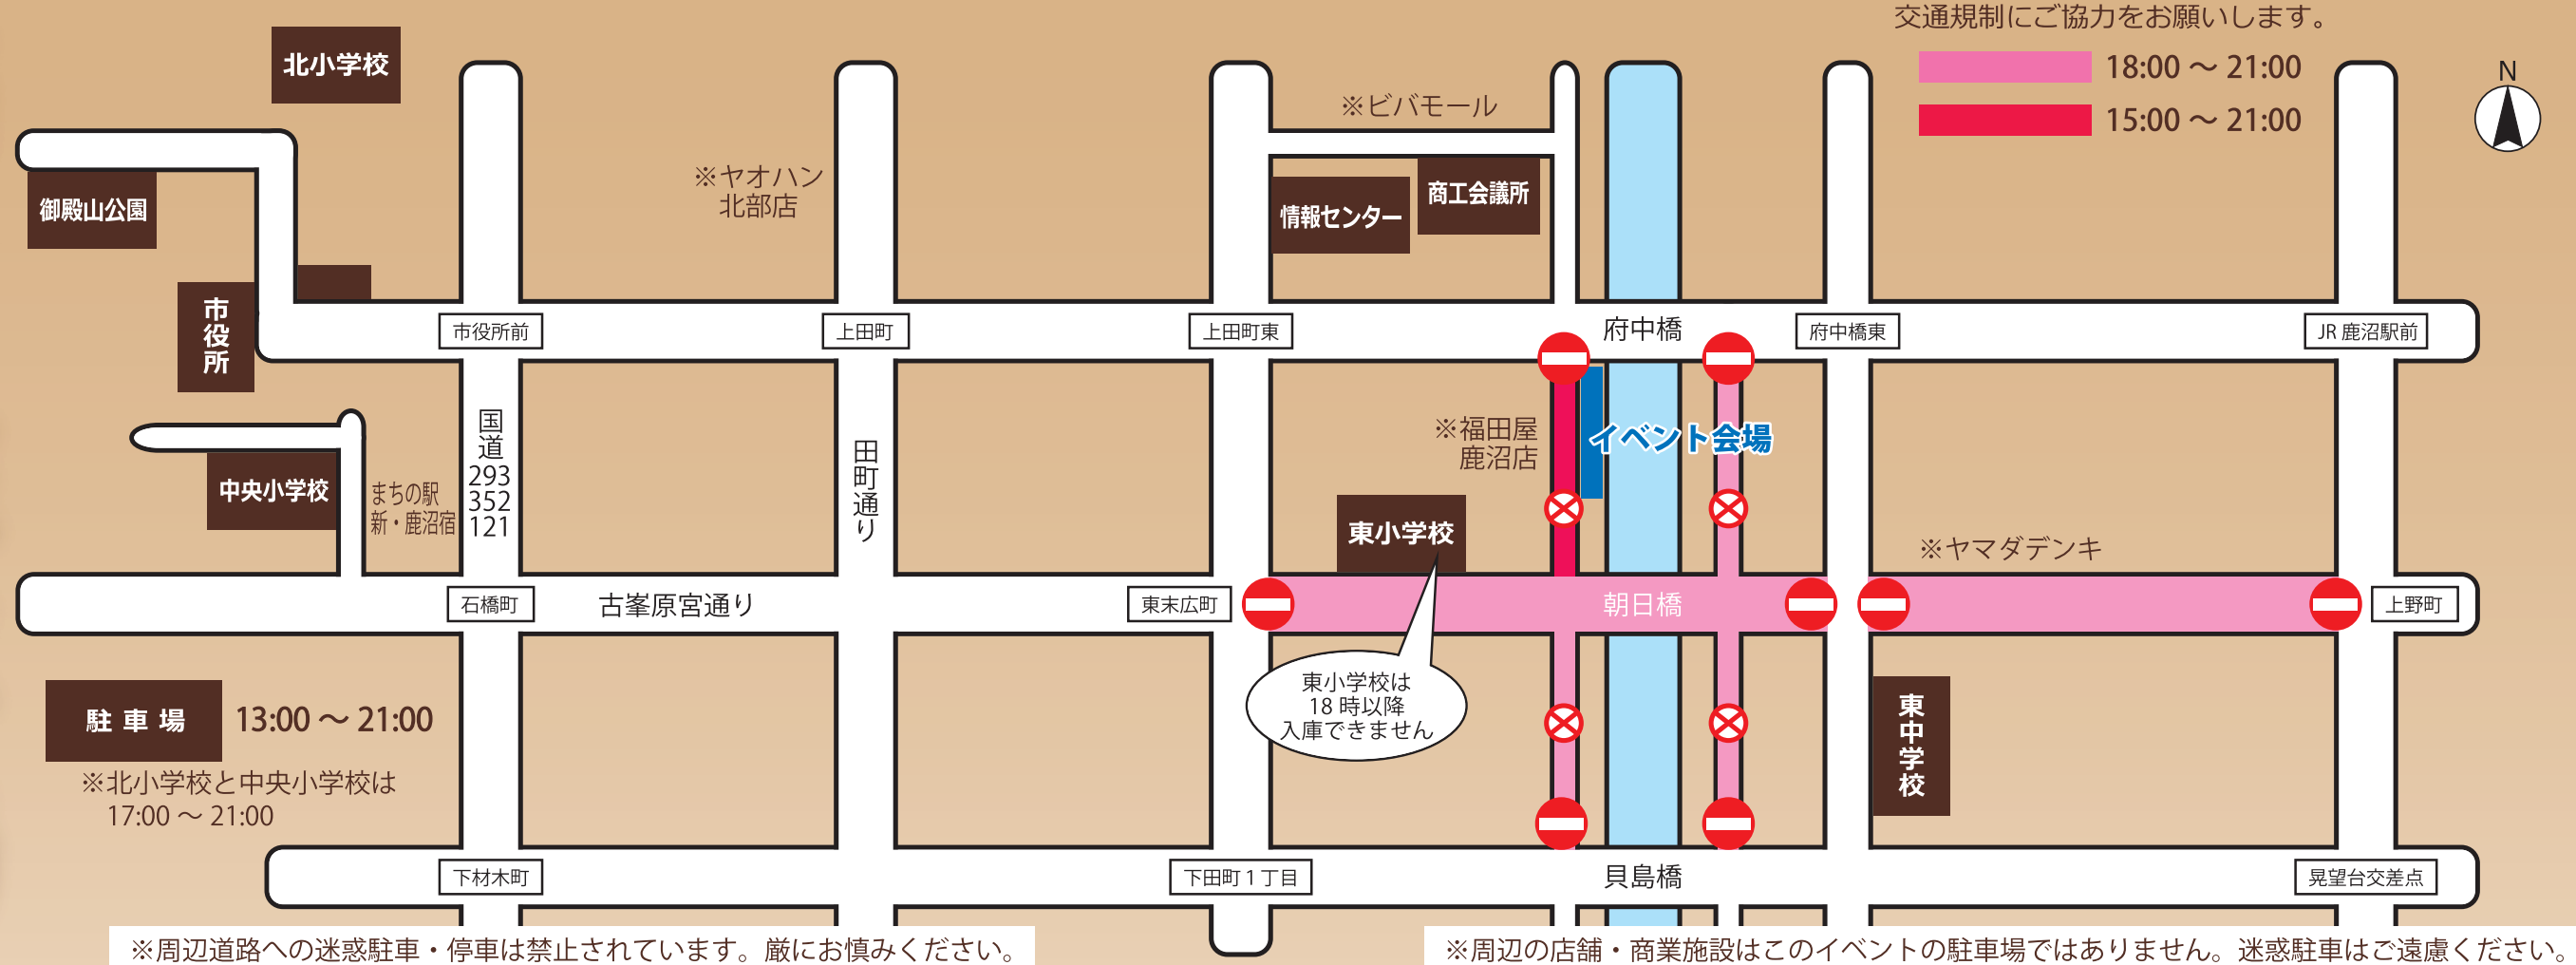 交通規制にご協力をお願いします。
18:00 ～ 21:00
15:00 ～ 21:00
N
北小学校
※ビバモール
※ヤオハン
北部店
御殿山公園
情報センター
商工会議所
市役所
市役所前
上田町
上田町東
府中橋
府中橋東
JR 鹿沼駅前
国道
293
352
121
田町通り
※福田屋
鹿沼店
イベント会場
中央小学校
まちの駅
新・鹿沼宿
東小学校
※ヤマダデンキ
石橋町
古峯原宮通り
東末広町
朝日橋
上野町
東小学校は
18 時以降
入庫できません
東中学校
駐車場
13:00 ～ 21:00
※北小学校と中央小学校は
17:00 ～ 21:00
下材木町
下田町 1 丁目
貝島橋
晃望台交差点
※周辺道路への迷惑駐車・停車は禁止されています。厳にお慎みください。
※周辺の店舗・商業施設はこのイベントの駐車場ではありません。迷惑駐車はご遠慮ください。